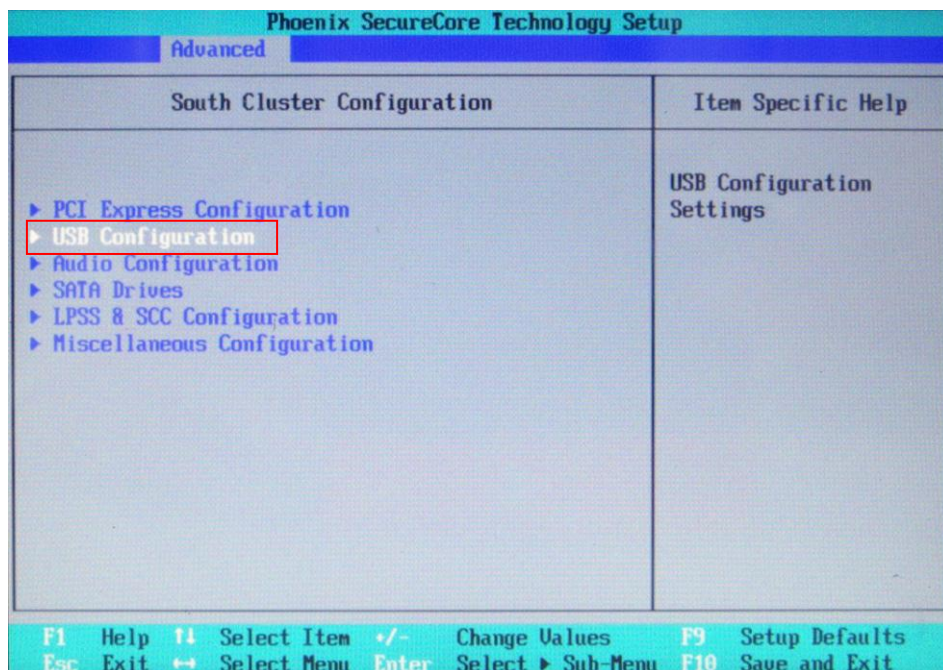 Phoenix SecureCore Technology Setup
Advanced
South Cluster Configuration
Item Specific Help
▶ PCI Express Configuration
▶ USB Configuration
▶ Audio Configuration
▶ SATA Drives
▶ LPSS & SCC Configuration
▶ Miscellaneous Configuration
USB Configuration
Settings
F1 Help ↑↓ Select Item +/- Change Values F9 Setup Defaults
Esc Exit ↔ Select Menu Enter Select ▶ Sub-Menu F10 Save and Exit